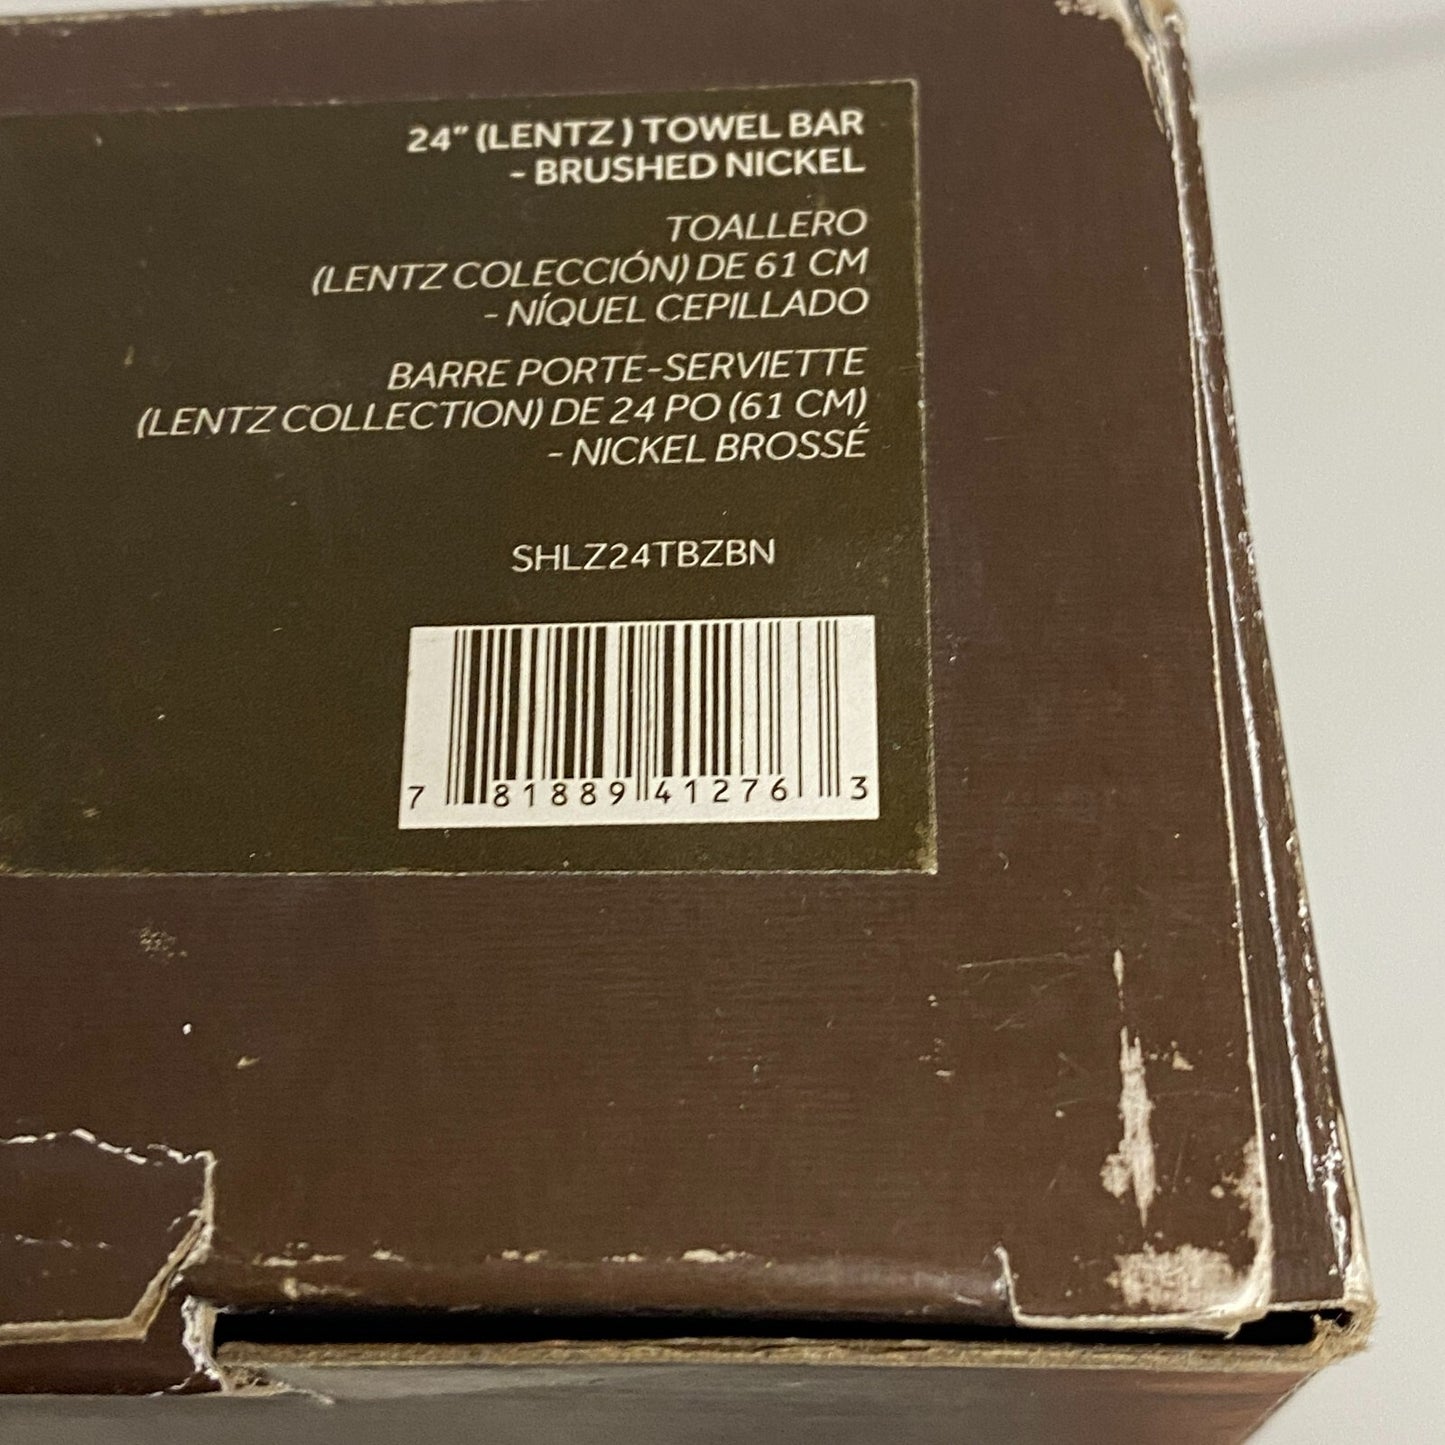 24" (LENTZ ) TOWEL BAR
- BRUSHED NICKEL
TOALLERO
(LENTZ COLECCIÓN) DE 61 CM
- NÍQUEL CEPILLADO
BARRE PORTE-SERVIETTE
(LENTZ COLLECTION) DE 24 PO (61 CM)
- NICKEL BROSSÉ
SHLZ24TBZBN
7 81889 41276 3